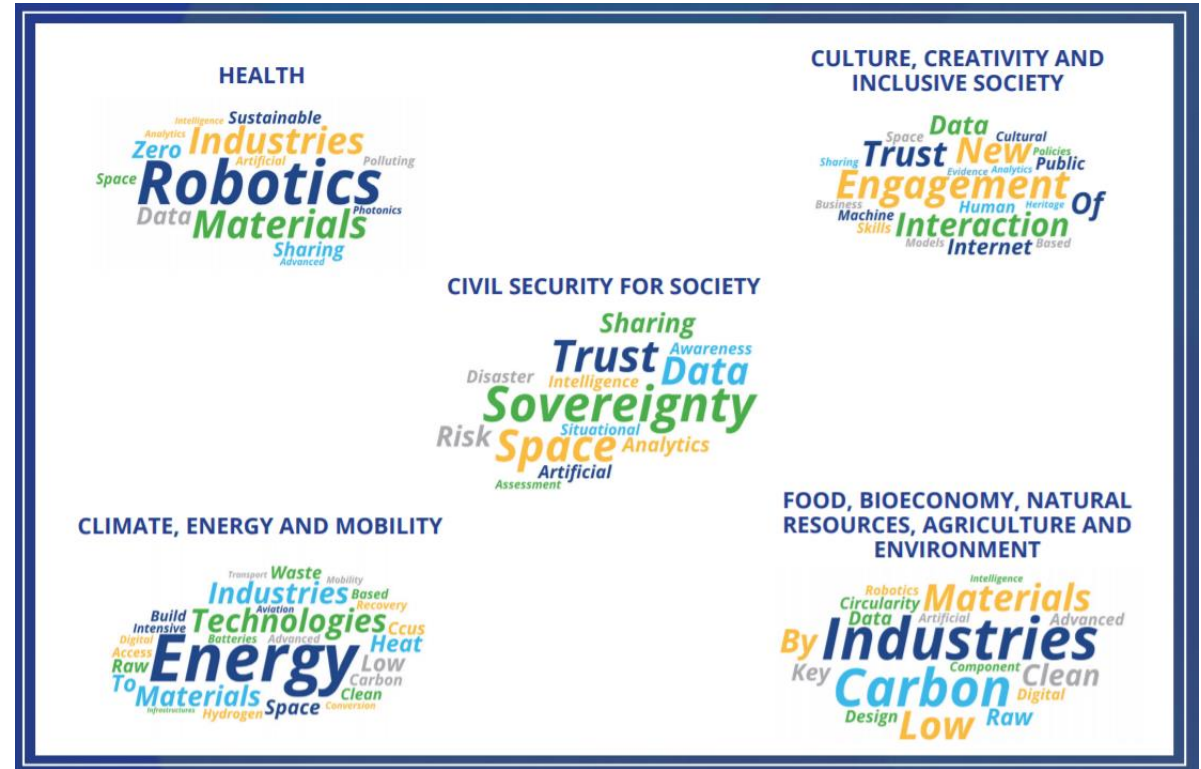 HEALTH
Intelligence Sustainable
Analytics Industries
Zero Artificial Polluting
Space Robotics
Data Materials Photonics
Sharing
Advanced
CULTURE, CREATIVITY AND
INCLUSIVE SOCIETY
Data
Space Cultural
Sharing Trust New Policies Public
Evidence Analytics
Engagement
Business Human Heritage Of
Machine
Skills Interaction
Models Internet Based
CIVIL SECURITY FOR SOCIETY
Sharing
Trust Awareness
Disaster Intelligence Data
Sovereignty
Risk Situational
Space Analytics
Artificial
Assessment
CLIMATE, ENERGY AND MOBILITY
Transport Waste Mobility
Industries Based
Aviation Recovery
Build Technologies Ccus
Intensive
Digital Batteries Advanced Heat
Access Energy Low
Raw Carbon
To Materials Clean
Infrastructures Hydrogen Space Conversion
FOOD, BIOECONOMY, NATURAL
RESOURCES, AGRICULTURE AND
ENVIRONMENT
Intelligence
Robotics Materials
Circularity
Data Artificial Advanced
By Industries
Key Component Clean
Carbon Digital
Design Low Raw